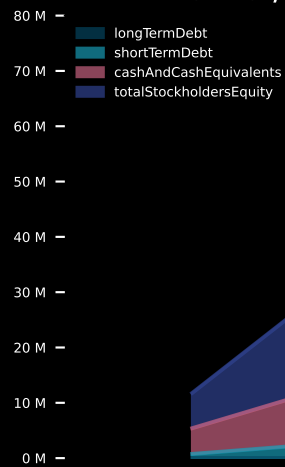 80 M
longTermDebt
shortTermDebt
70 M
cashAndCashEquivalents
totalStockholdersEquity
60 M
50 M
40 M
30 M
20 M
10 M
0 M